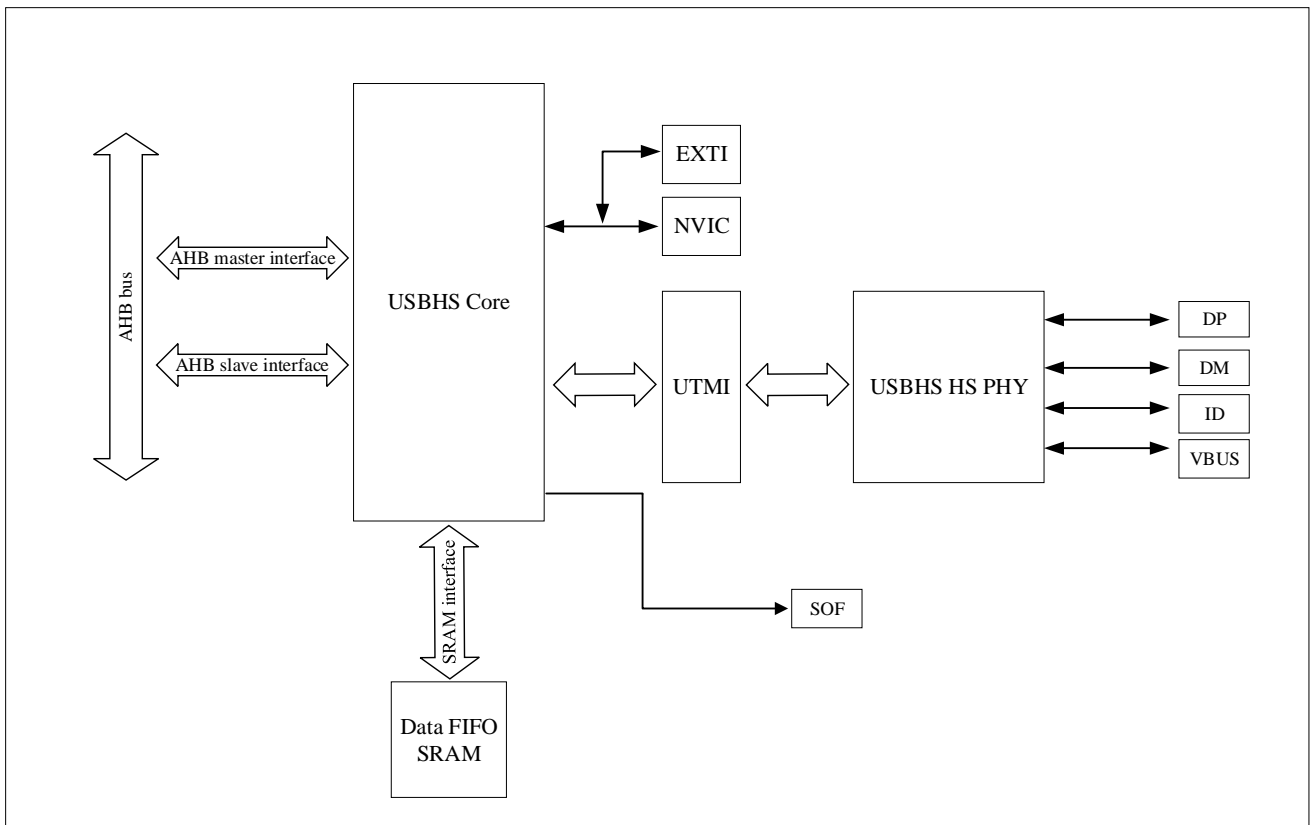 EXTI
NVIC
AHB bus
AHB master interface
USBHS Core
AHB slave interface
UTMI
USBHS HS PHY
DP
DM
ID
VBUS
SRAM interface
SOF
Data FIFO
SRAM